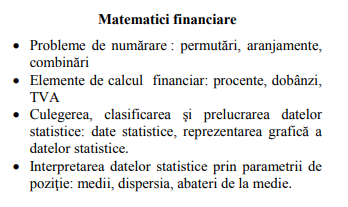 Matematici financiare
• Probleme de numărare : permutări, aranjamente,
combinări
• Elemente de calcul financiar: procente, dobânzi,
TVA
• Culegerea, clasificarea şi prelucrarea datelor
statistice: date statistice, reprezentarea grafică a
datelor statistice.
• Interpretarea datelor statistice prin parametrii de
poziţie: medii, dispersia, abateri de la medie.